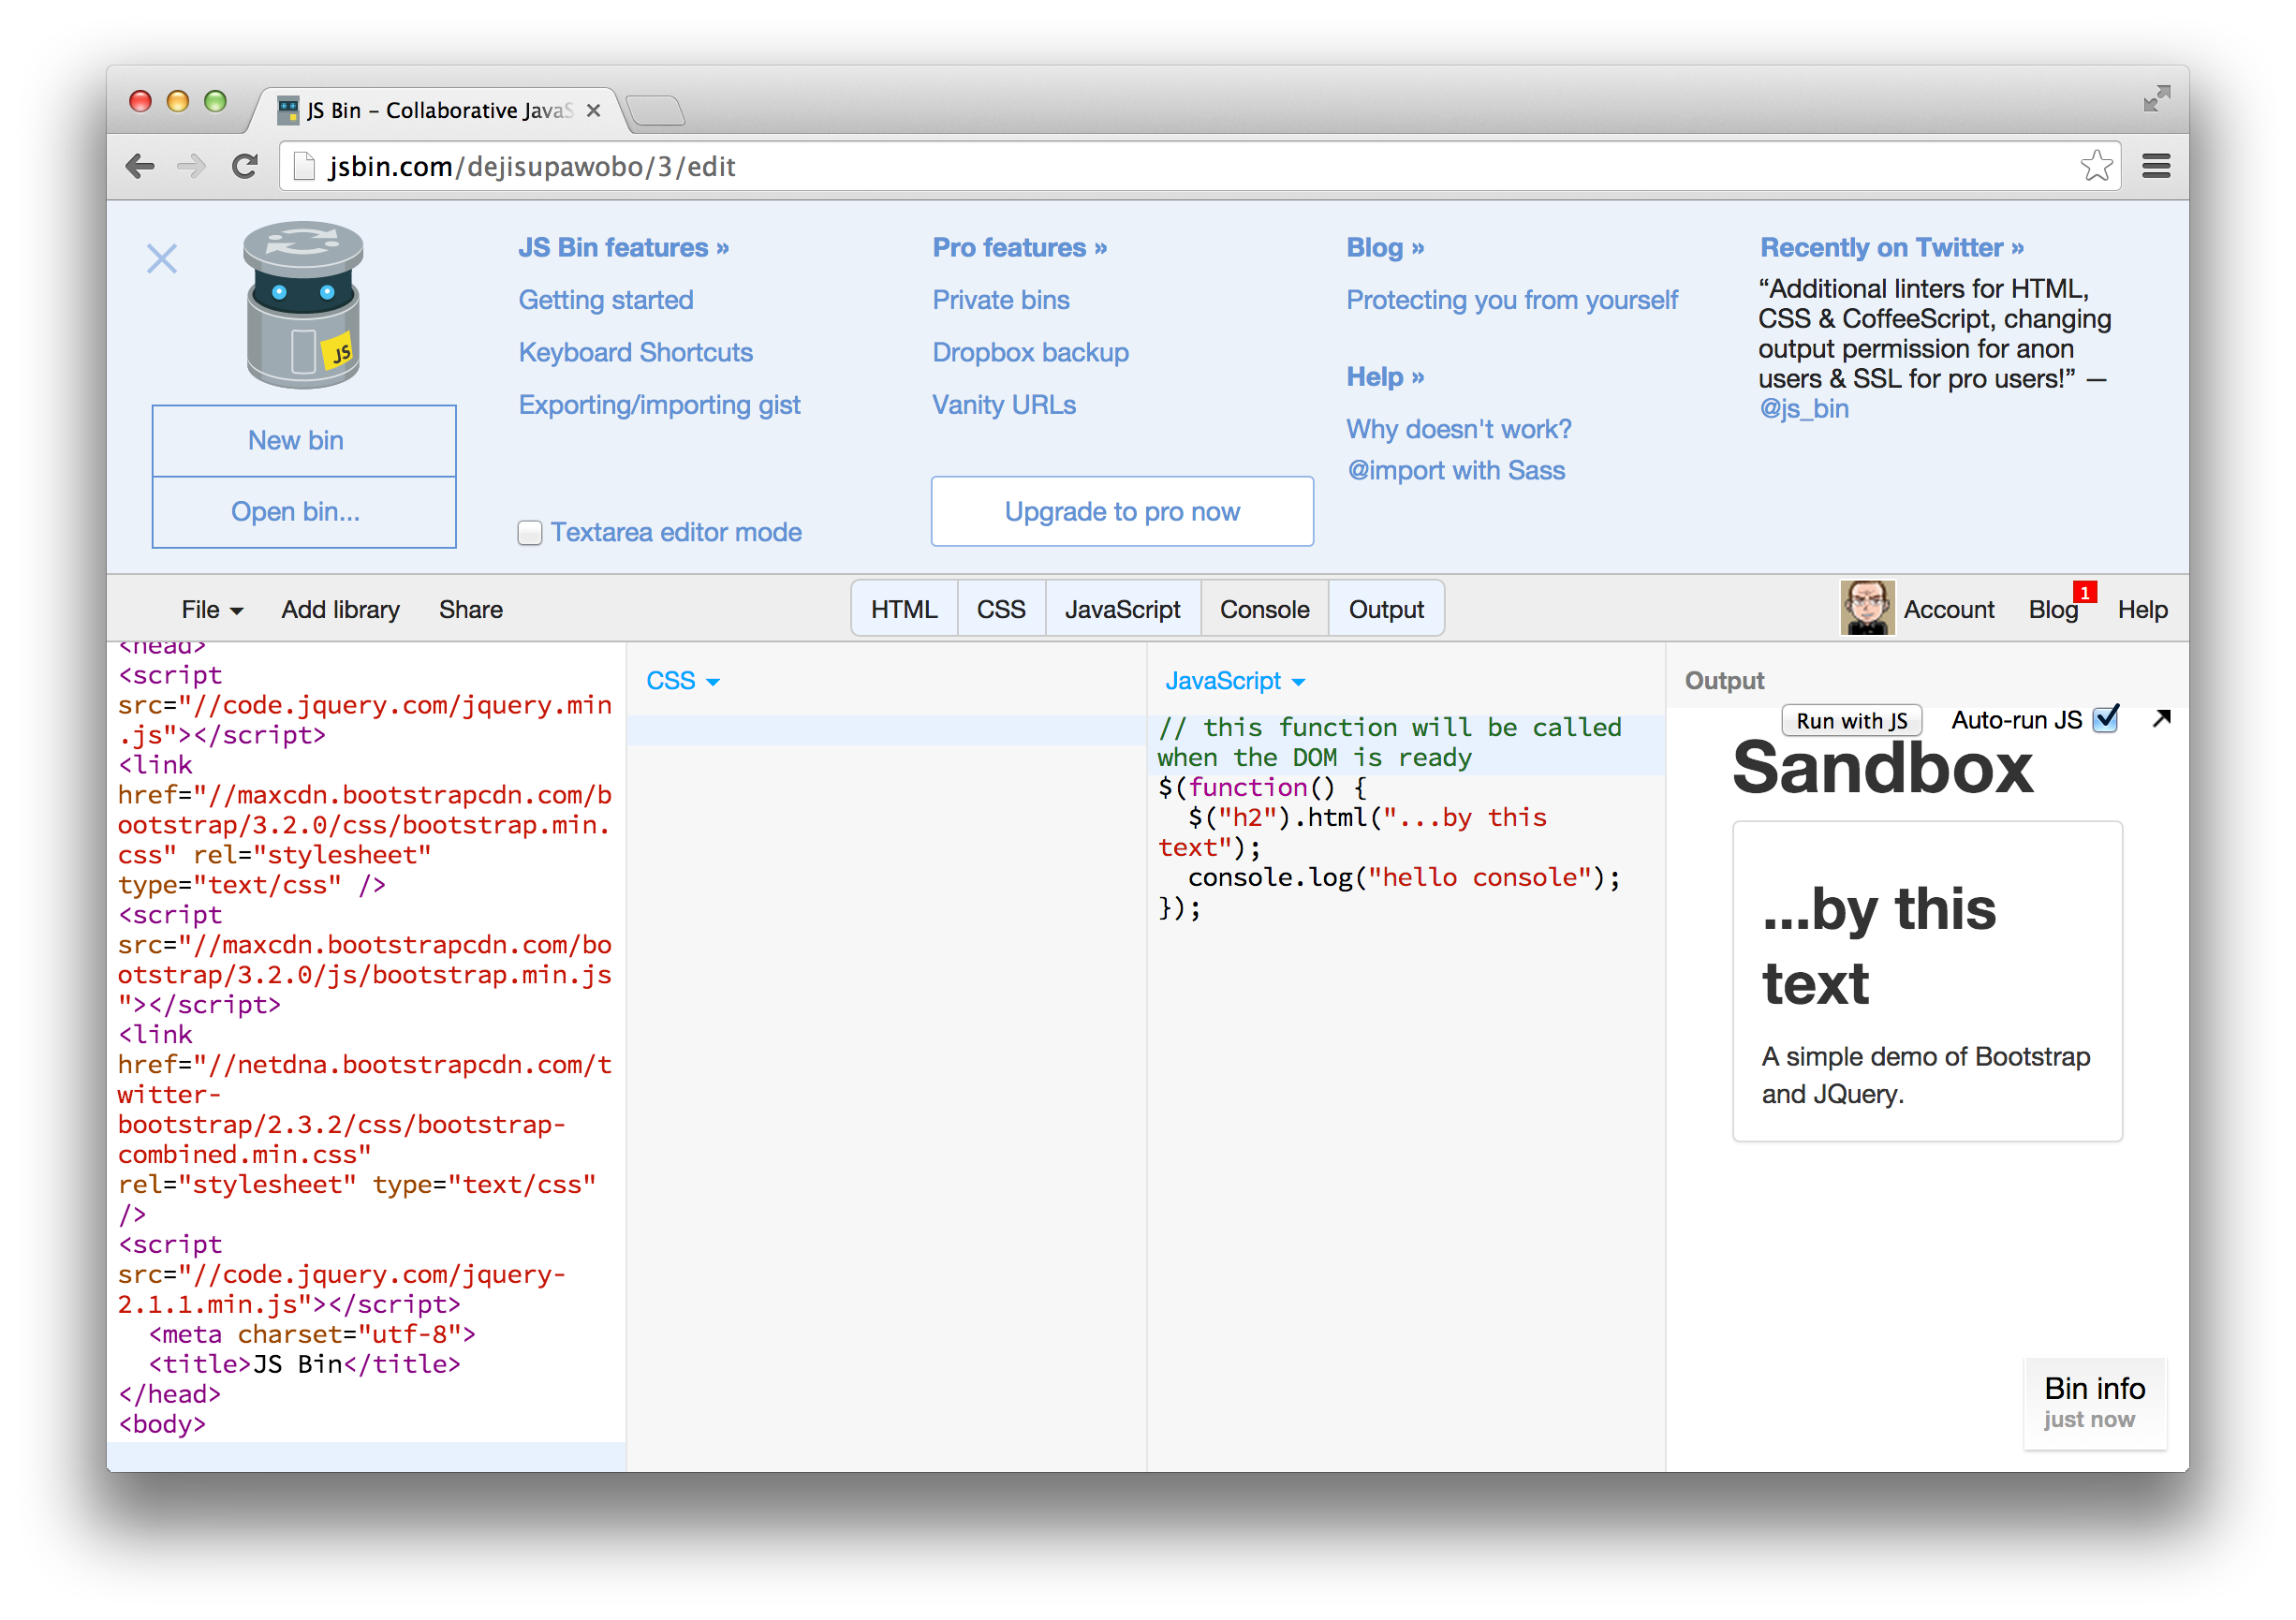 JS Bin – Collaborative JavaS
jsbin.com/dejisupawobo/3/edit
JS
New bin
Open bin...
JS Bin features »
Getting started
Keyboard Shortcuts
Exporting/importing gist
Textarea editor mode
Pro features »
Private bins
Dropbox backup
Vanity URLs
Upgrade to pro now
Blog »
Protecting you from yourself
Help »
Why doesn't work?
@import with Sass
Recently on Twitter »
“Additional linters for HTML,
CSS & CoffeeScript, changing
output permission for anon
users & SSL for pro users!” —
@js_bin
File Add library Share HTML CSS JavaScript Console Output Account Blog 1 Help
<head>
<script
src="//code.jquery.com/jquery.min
.js"></script>
<link
href="//maxcdn.bootstrapcdn.com/b
ootstrap/3.2.0/css/bootstrap.min.
css" rel="stylesheet"
type="text/css" />
<script
src="//maxcdn.bootstrapcdn.com/bo
otstrap/3.2.0/js/bootstrap.min.js
"></script>
<link
href="//netdna.bootstrapcdn.com/t
witter-
bootstrap/2.3.2/css/bootstrap-
combined.min.css"
rel="stylesheet" type="text/css"
/>
<script
src="//code.jquery.com/jquery-
2.1.1.min.js"></script>
<meta charset="utf-8">
<title>JS Bin</title>
</head>
<body>
CSS
JavaScript
// this function will be called
when the DOM is ready
$(function() {
$("h2").html("...by this
text");
console.log("hello console");
});
Output
Run with JS Auto-run JS
Sandbox
...by this
text
A simple demo of Bootstrap
and JQuery.
Bin info
just now